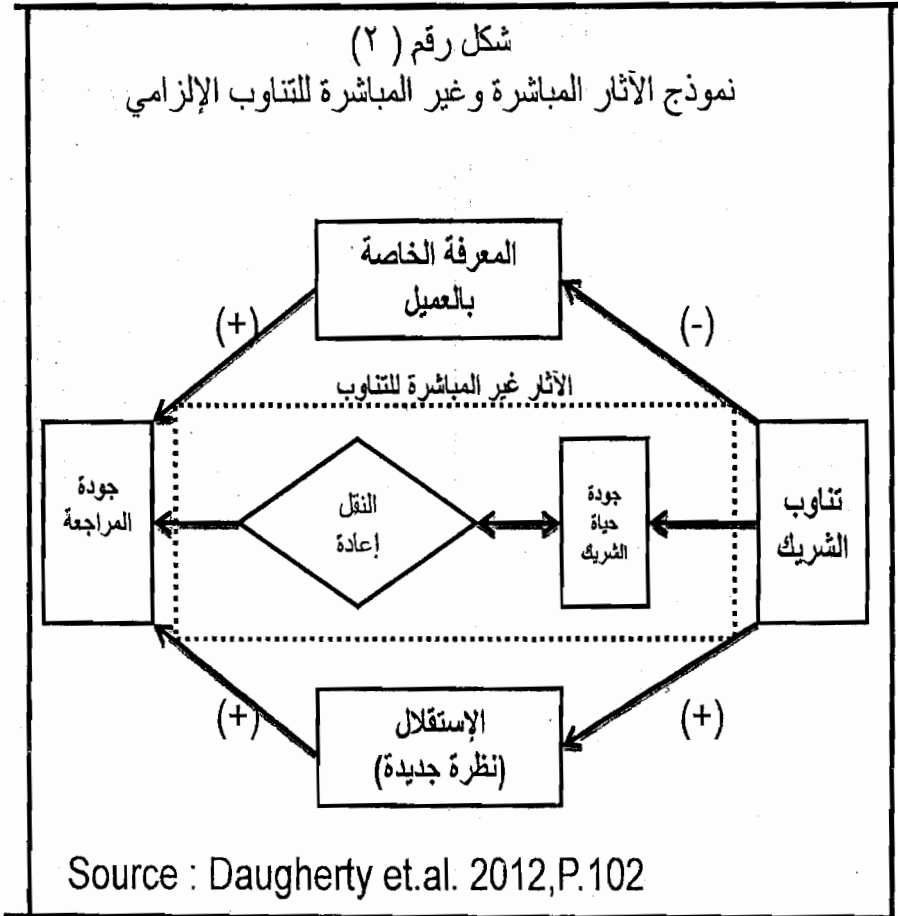 شكل رقم ( ٢)
نموذج الآثار المباشرة وغير المباشرة للتناوب الإلزامي
المعرفة الخاصة
بالعميل
(+)
(-)
الآثار غير المباشرة للتناوب
تناوب
الشريك
جودة
حياة
الشريك
النقل
إعادة
جودة
المراجعة
(+)
(+)
الإستقلال
(نظرة جديدة)
Source : Daugherty et.al. 2012,P.102